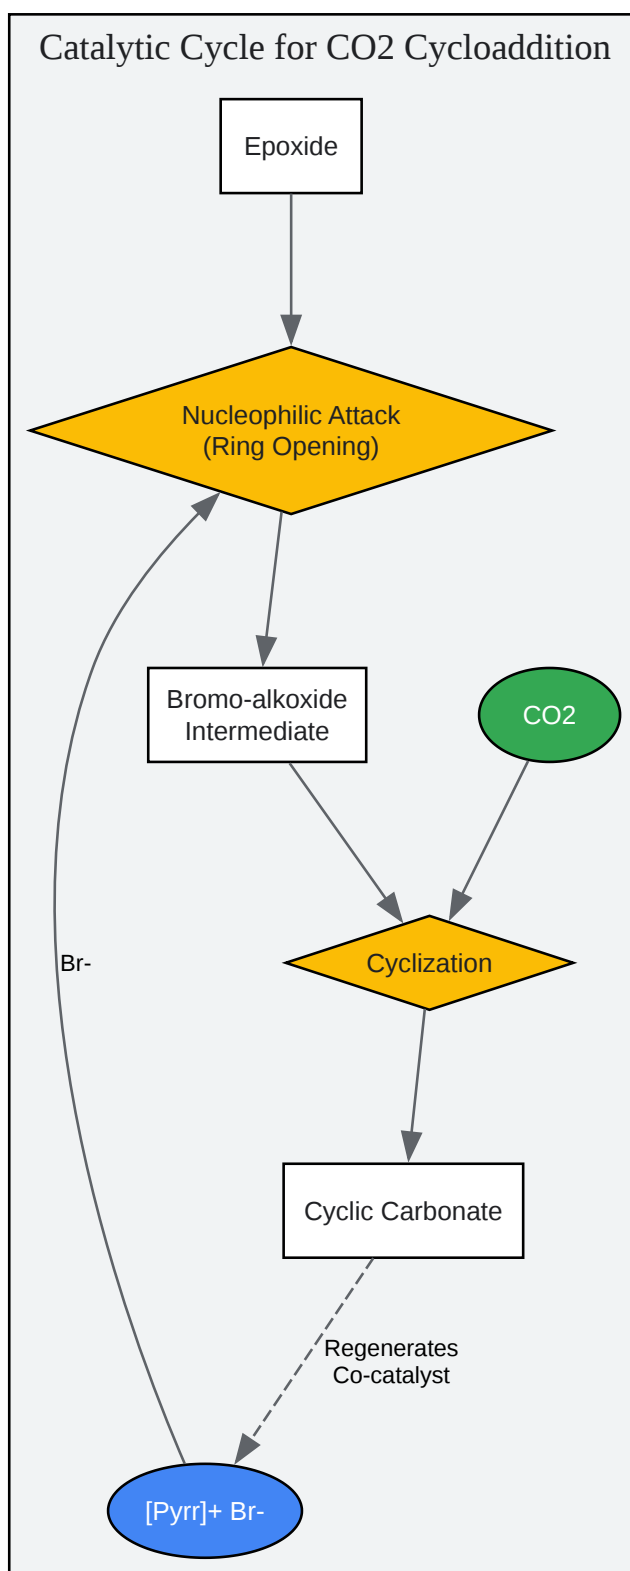 Catalytic Cycle for CO2 Cycloaddition
Epoxide
Nucleophilic Attack
(Ring Opening)
Bromo-alkoxide
Intermediate
CO2
Br-
Cyclization
Cyclic Carbonate
Regenerates
Co-catalyst
[Pyrr]+ Br-